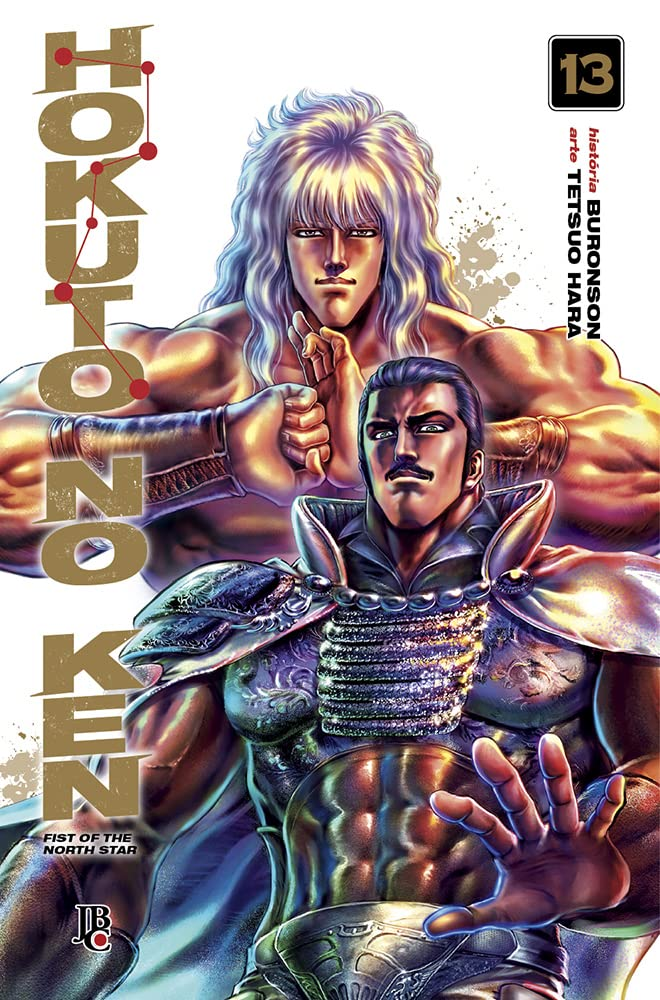 HOKUTO NO KEN
FIST OF THE
NORTH STAR
13
história BURONSON
arte TETSUO HARA
JBC